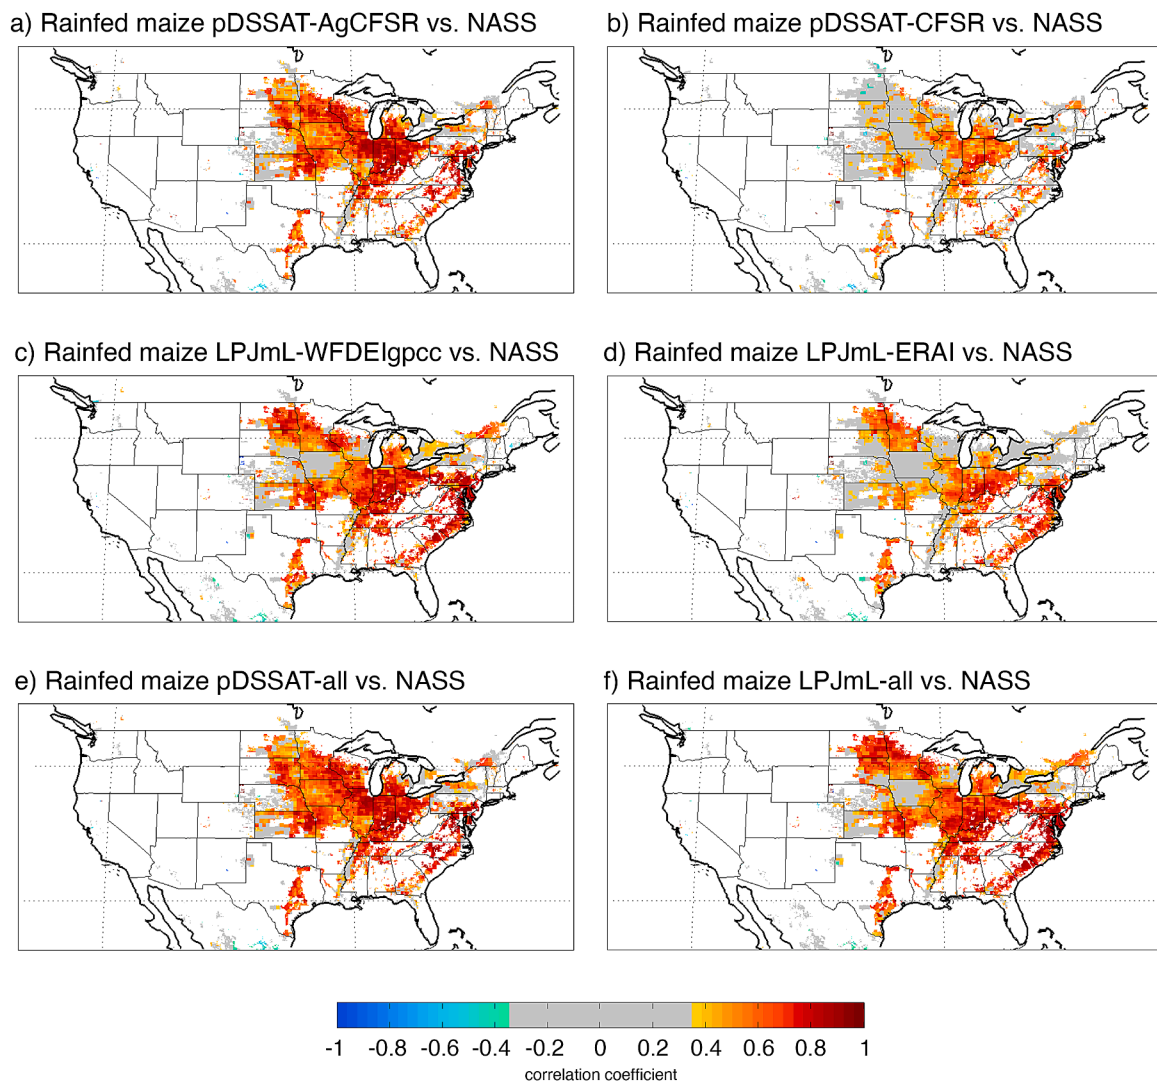 a) Rainfed maize pDSSAT-AgCFSR vs. NASS
b) Rainfed maize pDSSAT-CFSR vs. NASS
c) Rainfed maize LPJmL-WFDEIgpcc vs. NASS
d) Rainfed maize LPJmL-ERAI vs. NASS
e) Rainfed maize pDSSAT-all vs. NASS
f) Rainfed maize LPJmL-all vs. NASS
-1 -0.8 -0.6 -0.4 -0.2 0 0.2 0.4 0.6 0.8 1
correlation coefficient